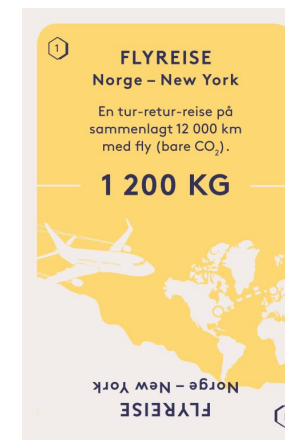 1
FLYREISE
Norge – New York
En tur-retur-reise på
sammenlagt 12 000 km
med fly (bare CO₂).
1 200 KG
Norge – New York
FLYREISE